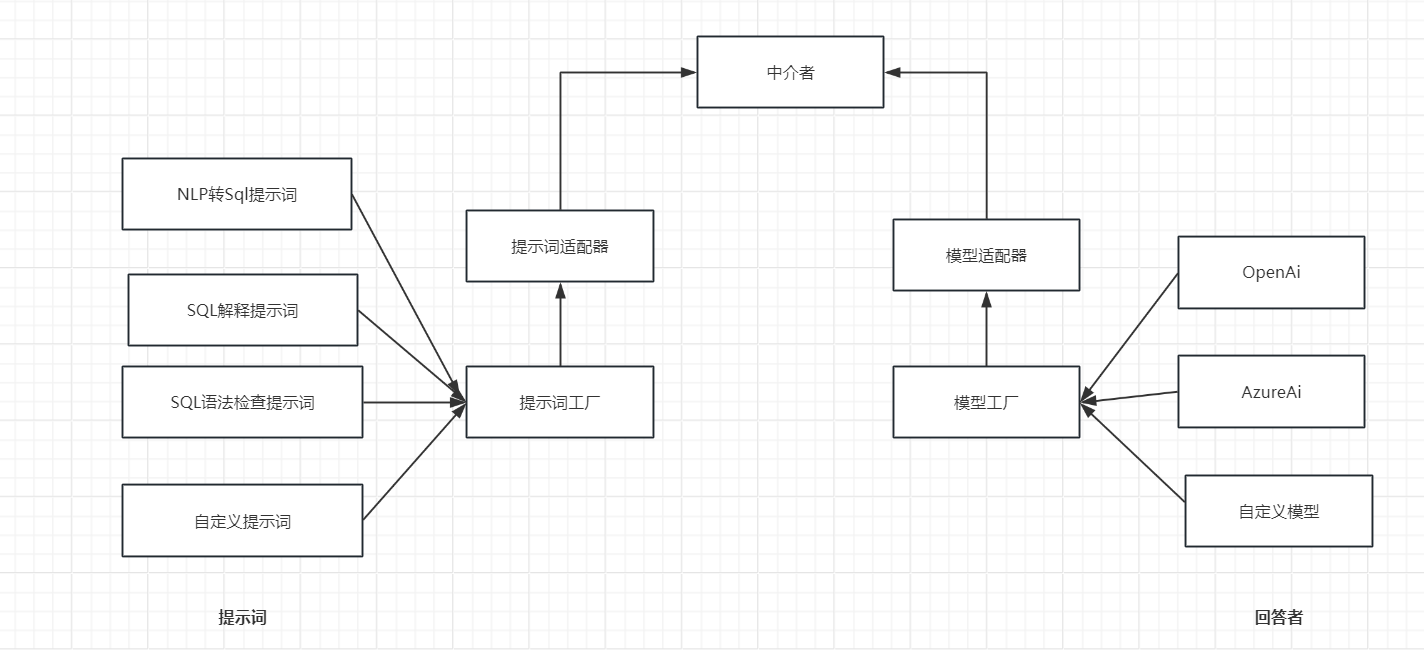 中介者
NLP转Sql提示词
提示词适配器
模型适配器
OpenAi
SQL解释提示词
SQL语法检查提示词
提示词工厂
模型工厂
AzureAi
自定义提示词
自定义模型
提示词
回答者